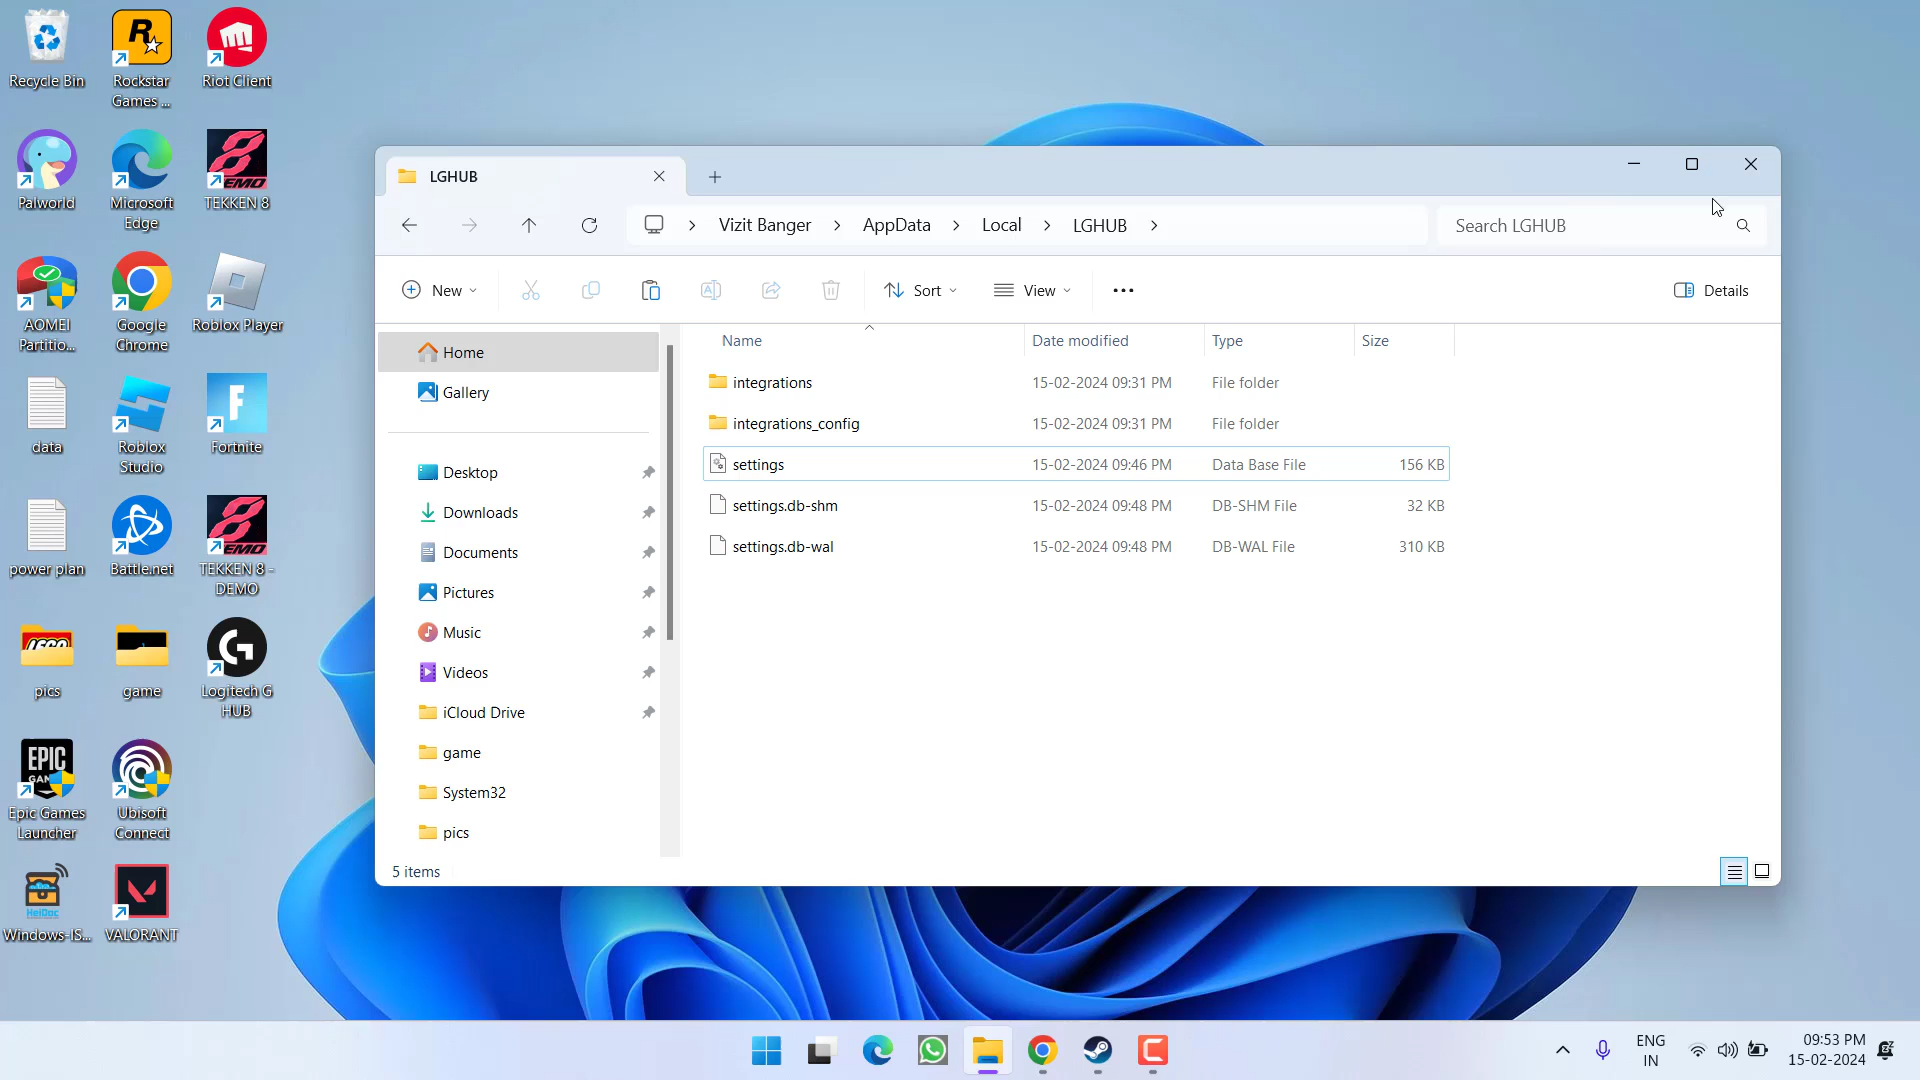 Recycle Bin
Rockstar
Games ...
Riot Client
Palworld
Microsoft
Edge
DEMO
TEKKEN 8
AOMEI
Partitio...
Google
Chrome
Roblox Player
data
Roblox
Studio
Fortnite
power plan
Battle.net
DEMO
TEKKEN 8 -
DEMO
LEGO
pics
game
Logitech G
HUB
EPIC
GAMES
Epic Games
Launcher
Ubisoft
Connect
HeiDoc
Windows-IS...
VALORANT
LGHUB
Vizit Banger
AppData
Local
LGHUB
Search LGHUB
New
Sort
View
Details
Home
Gallery
Desktop
Downloads
Documents
Pictures
Music
Videos
iCloud Drive
game
System32
pics
Name Date modified Type Size
integrations 15-02-2024 09:31 PM File folder
integrations_config 15-02-2024 09:31 PM File folder
settings 15-02-2024 09:46 PM Data Base File 156 KB
settings.db-shm 15-02-2024 09:48 PM DB-SHM File 32 KB
settings.db-wal 15-02-2024 09:48 PM DB-WAL File 310 KB
5 items
ENG
IN
09:53 PM
15-02-2024